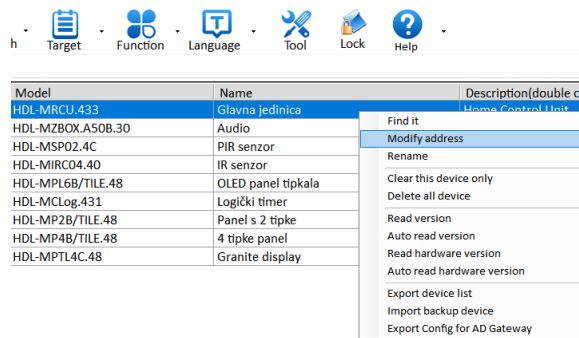 h Target Function Language Tool Lock Help
Model Name Description(double c
HDL-MRCU.433 Glavna jedinica Home Control Unit
HDL-MZBOX.A50B.30 Audio
HDL-MSP02.4C PIR senzor
HDL-MIRC04.40 IR senzor
HDL-MPL6B/TILE.48 OLED panel tipkala
HDL-MCLog.431 Logički timer
HDL-MP2B/TILE.48 Panel s 2 tipke
HDL-MP4B/TILE.48 4 tipke panel
HDL-MPTL4C.48 Granite display
Find it
Modify address
Rename
Clear this device only
Delete all device
Read version
Auto read version
Read hardware version
Auto read hardware version
Export device list
Import backup device
Export Config for AD Gateway